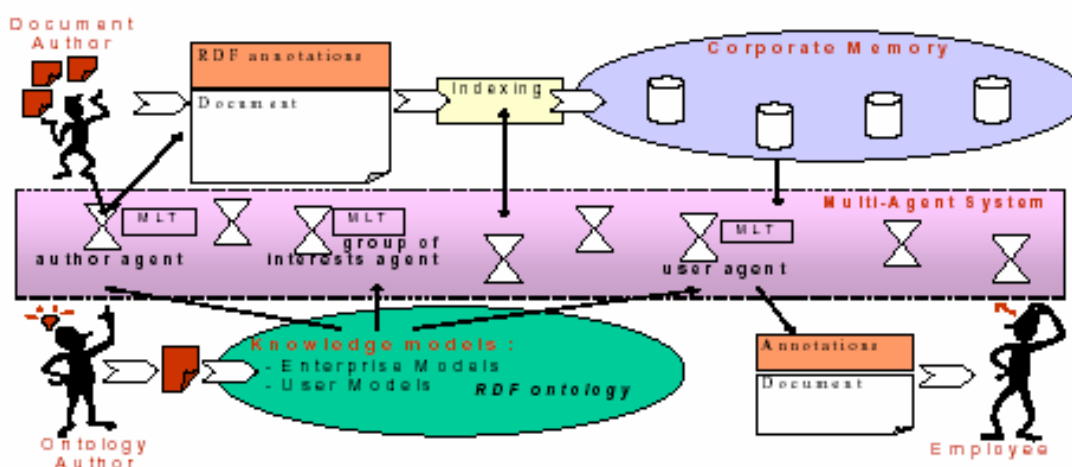 Document
Author
RDF annotations
Document
Indexing
Corporate Memory
Multi-Agent System
MLT
author agent
MLT
group of
interests agent
MLT
user agent
Knowledge models :
- Enterprise Models
- User Models
RDF ontology
Ontology
Author
Annotations
Document
Employee